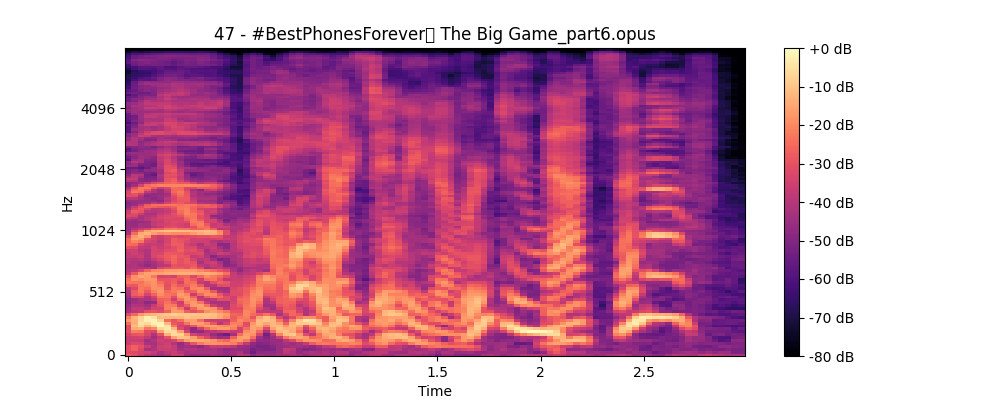 47 - #BestPhonesForever▯ The Big Game_part6.opus
+0 dB
4096
-10 dB
-20 dB
2048
-30 dB
Hz
1024
-40 dB
-50 dB
512
-60 dB
-70 dB
0
-80 dB
0 0.5 1 1.5 2 2.5
Time